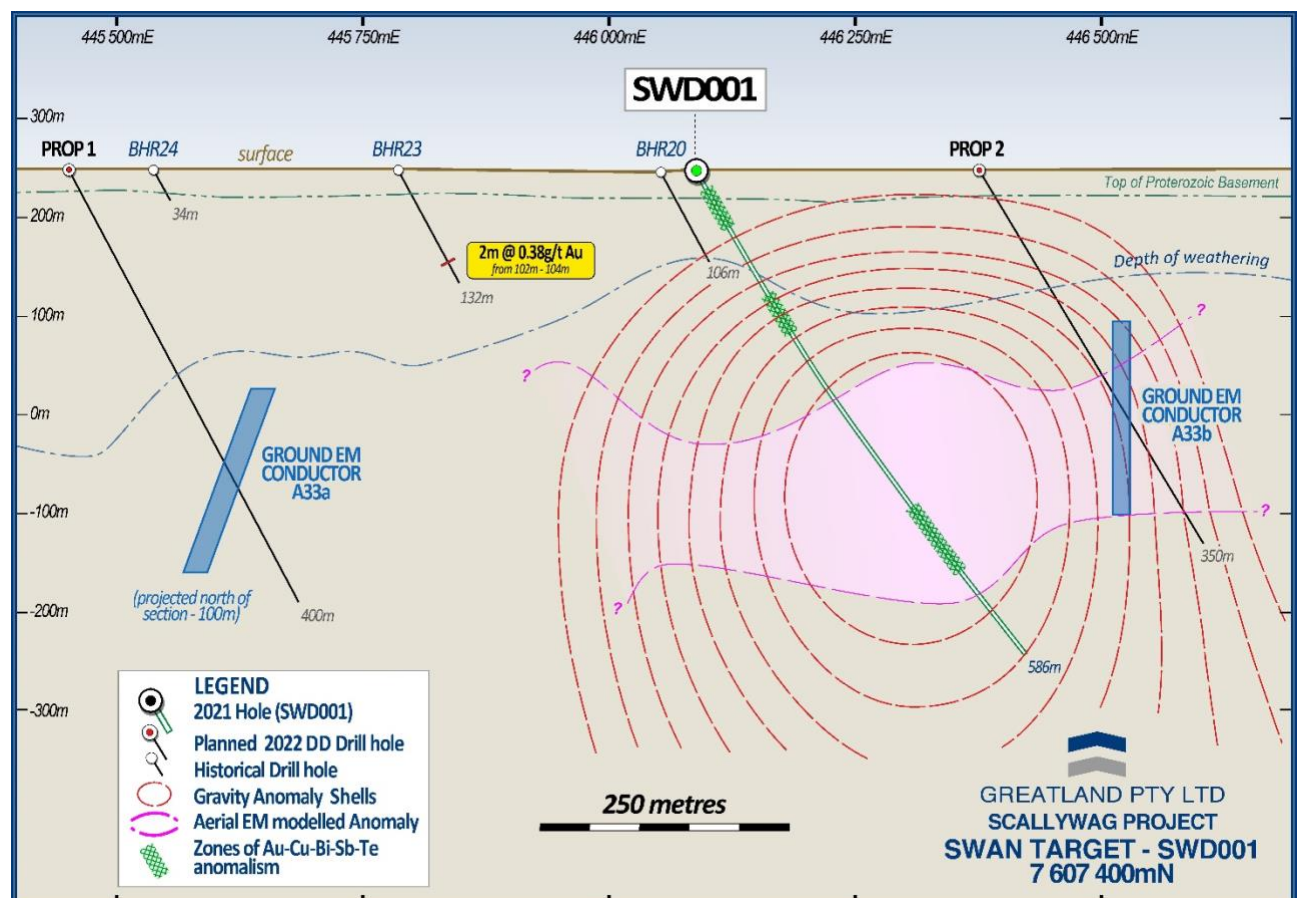 445 500mE
445 750mE
446 000mE
446 250mE
446 500mE
SWD001
300m
PROP 1
BHR24
surface
BHR23
BHR20
PROP 2
Top of Proterozoic Basement
200m
34m
2m @ 0.38g/t Au
from 102m - 104m
132m
106m
Depth of weathering
100m
?
?
0m
GROUND EM
CONDUCTOR
A33a
GROUND EM
CONDUCTOR
A33b
-100m
?
350m
(projected north of
section - 100m)
-200m
400m
?
586m
LEGEND
2021 Hole (SWD001)
Planned 2022 DD Drill hole
Historical Drill hole
Gravity Anomaly Shells
Aerial EM modelled Anomaly
Zones of Au-Cu-Bi-Sb-Te
anomalism
-300m
250 metres
GREATLAND PTY LTD
SCALLYWAG PROJECT
SWAN TARGET - SWD001
7 607 400mN